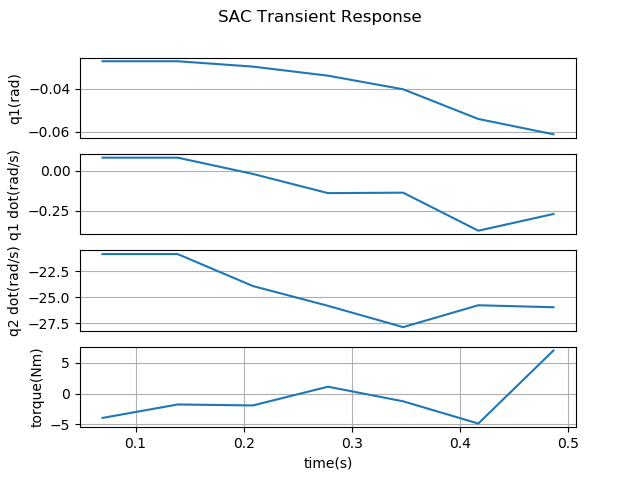 SAC Transient Response
q1(rad)
−0.04
−0.06
q1 dot(rad/s)
0.00
−0.25
q2 dot(rad/s)
−22.5
−25.0
−27.5
torque(Nm)
5
0
−5
0.1 0.2 0.3 0.4 0.5
time(s)